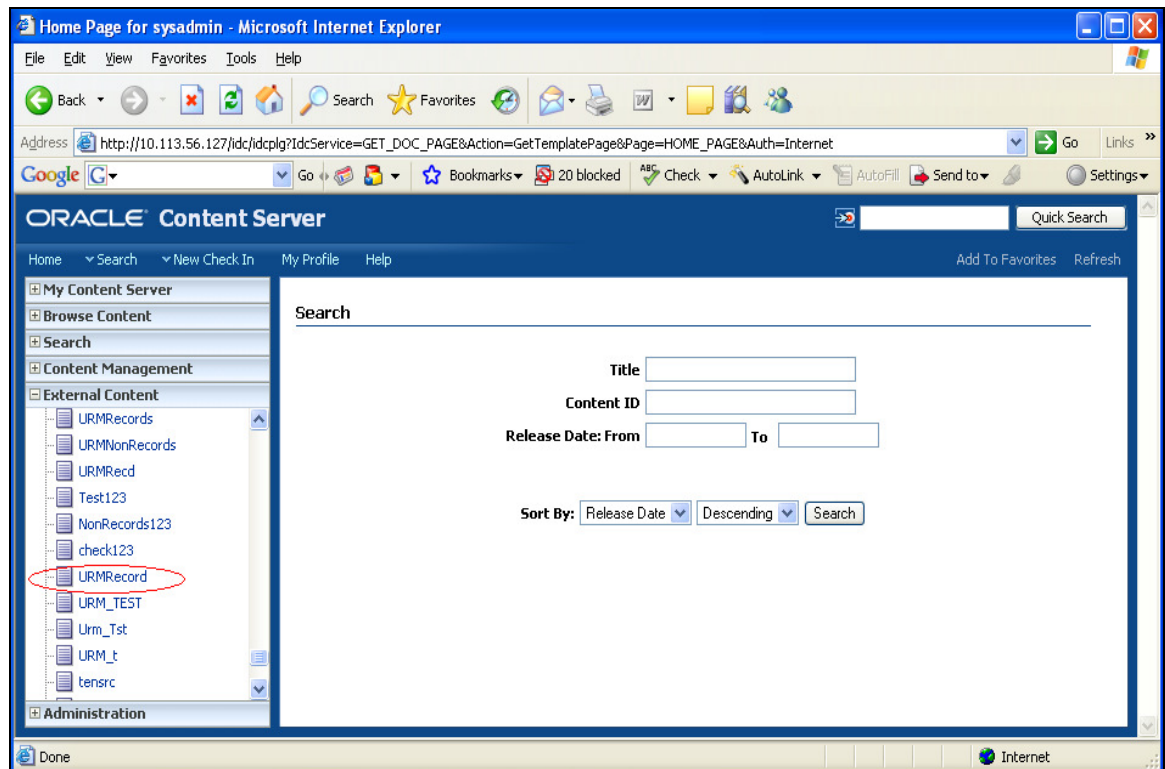 Home Page for sysadmin - Microsoft Internet Explorer
File Edit View Favorites Tools Help
Back Search Favorites
Address http://10.113.56.127/idc/idcplg?IdcService=GET_DOC_PAGE&Action=GetTemplatePage&Page=HOME_PAGE&Auth=Internet Go Links »
Google G Go Bookmarks 20 blocked ABC Check AutoLink AutoFill Send to Settings
ORACLE Content Server Quick Search
Home Search New Check In My Profile Help Add To Favorites Refresh
My Content Server
Browse Content
Search
Content Management
External Content
URMRecords
URMNonRecords
URMRecd
Test123
NonRecords123
check123
URMRecord
URM_TEST
Urm_Tst
URM_t
tensrc
Administration
Search
Title
Content ID
Release Date: From To
Sort By: Release Date Descending Search
Done Internet